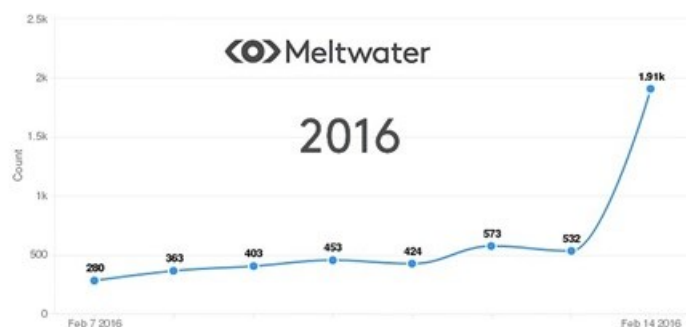 2.5k
Meltwater
2k
1.91k
2016
1.5k
Count
1k
573
532
500
453
424
403
363
280
0
Feb 7 2016
Feb 14 2016